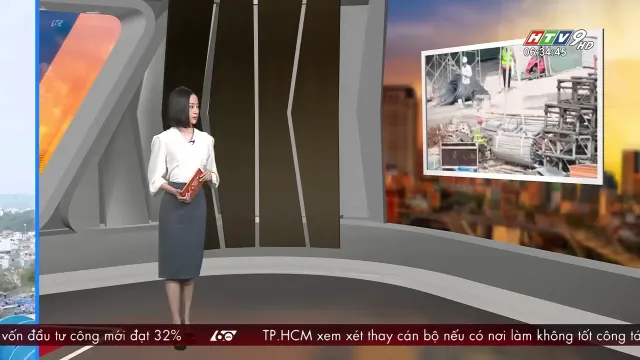 HTV9 HD
06:34:45
vốn đầu tư công mới đạt 32% 60 TP.HCM xem xét thay cán bộ nếu có nơi làm không tốt công tá